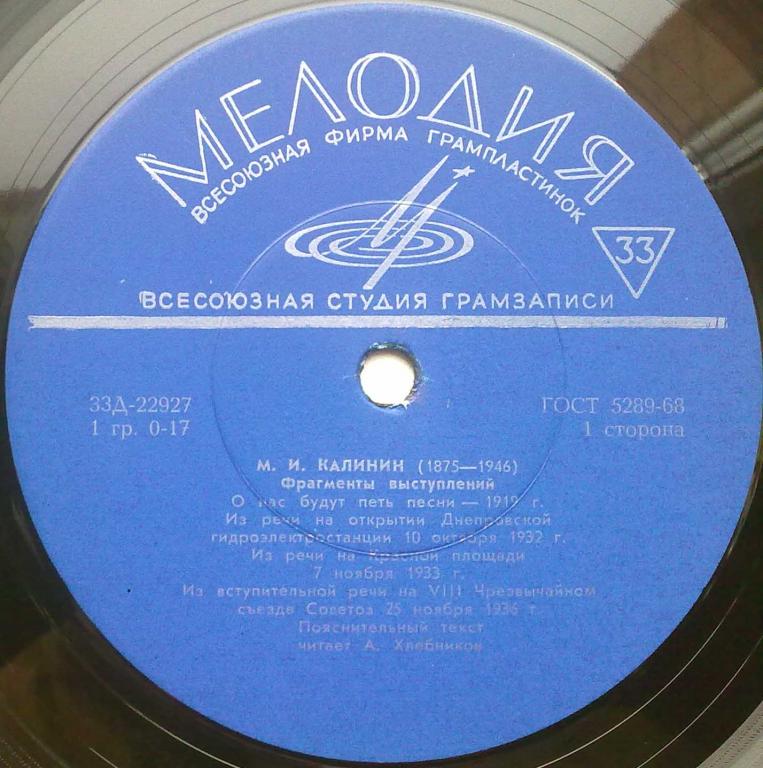 МЕЛОДИЯ
ВСЕСОЮЗНАЯ ФИРМА ГРАМПЛАСТИНОК
33
ВСЕСОЮЗНАЯ СТУДИЯ ГРАМЗАПИСИ
33Д-22927
1 гр. 0-17
ГОСТ 5289-68
1 сторона
М. И. КАЛИНИН (1875—1946)
Фрагменты выступлений
О нас будут петь песни — 1919 г.
Из речи на открытии Днепровской
гидроэлектростанции 10 октября 1932 г.
Из речи на Красной площади
7 ноября 1933 г.
Из вступительной речи на VIII Чрезвычайном
съезде Советов 25 ноября 1936 г.
Пояснительный текст
читает А. Хлебников